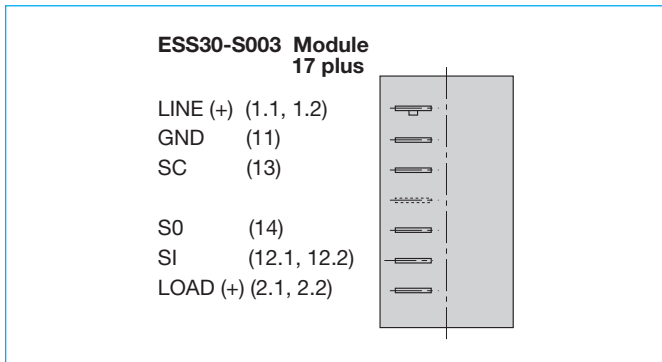 ESS30-S003 Module
17 plus
LINE (+) (1.1, 1.2)
GND (11)
SC (13)
S0 (14)
SI (12.1, 12.2)
LOAD (+) (2.1, 2.2)